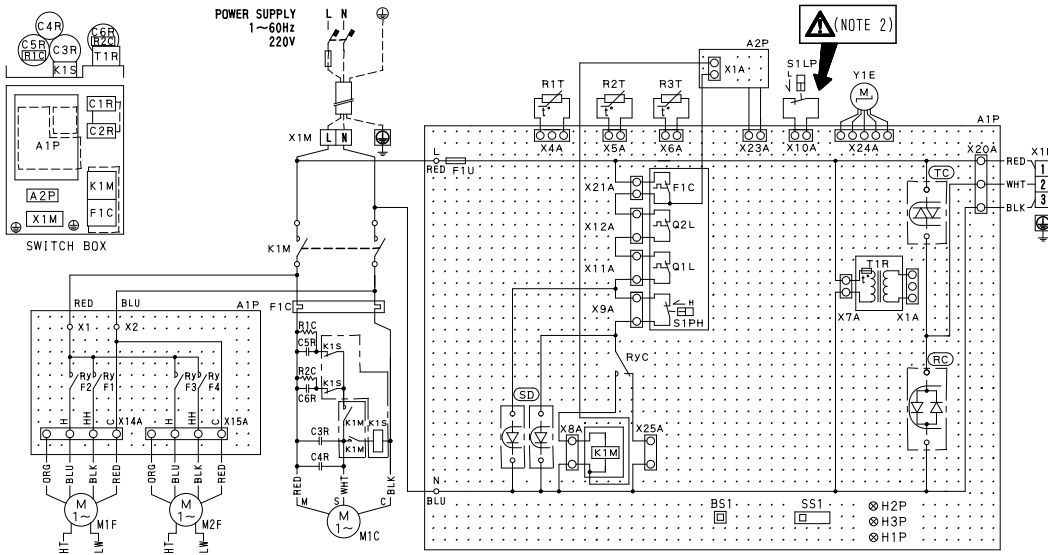 POWER SUPPLY
1~60Hz
220V
L N
C4R
C5R
R1C
C3R
K1S
C6R
R2C
T1R
A1P
C1R
C2R
K1M
F1C
A2P
X1M
SWITCH BOX
X1M
L N
K1M
RED
BLU
A1P
F1C
X1
X2
Ry
F2
Ry
F1
Ry
F3
Ry
F4
H
HH
C
X14A
H
HH
C
X15A
ORG
BLU
BLK
RED
ORG
BLU
BLK
RED
M
1~
M1F
M
1~
M2F
HT
LW
HT
LW
R1C
C5R
K1S
R2C
C6R
K1S
K1M
K1S
K1M
C3R
C4R
RED
WHT
BLK
M
S
C
M
1~
M1C
(NOTE 2)
A2P
X1A
R1T
t°
X4A
R2T
t°
X5A
R3T
t°
X6A
X23A
S1LP
L
X10A
Y1E
M
X24A
A1P
X20A
L
RED
F1U
X21A
F1C
X12A
Q2L
X11A
Q1L
X9A
H
S1PH
RyC
SD
X8A
K1M
X25A
N
BLU
T1R
X7A
X1A
TC
RC
RED
WHT
BLK
1
2
3
BS1
SS1
H2P
H3P
H1P